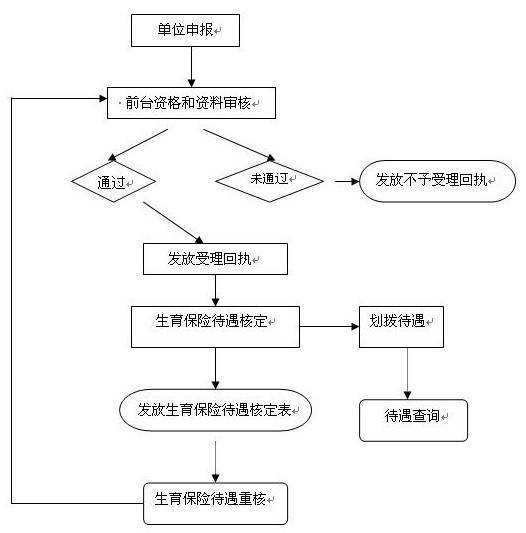 单位申报
·前台资格和资料审核
通过
未通过
发放不予受理回执
发放受理回执
生育保险待遇核定
划拨待遇
发放生育保险待遇核定表
待遇查询
生育保险待遇重核